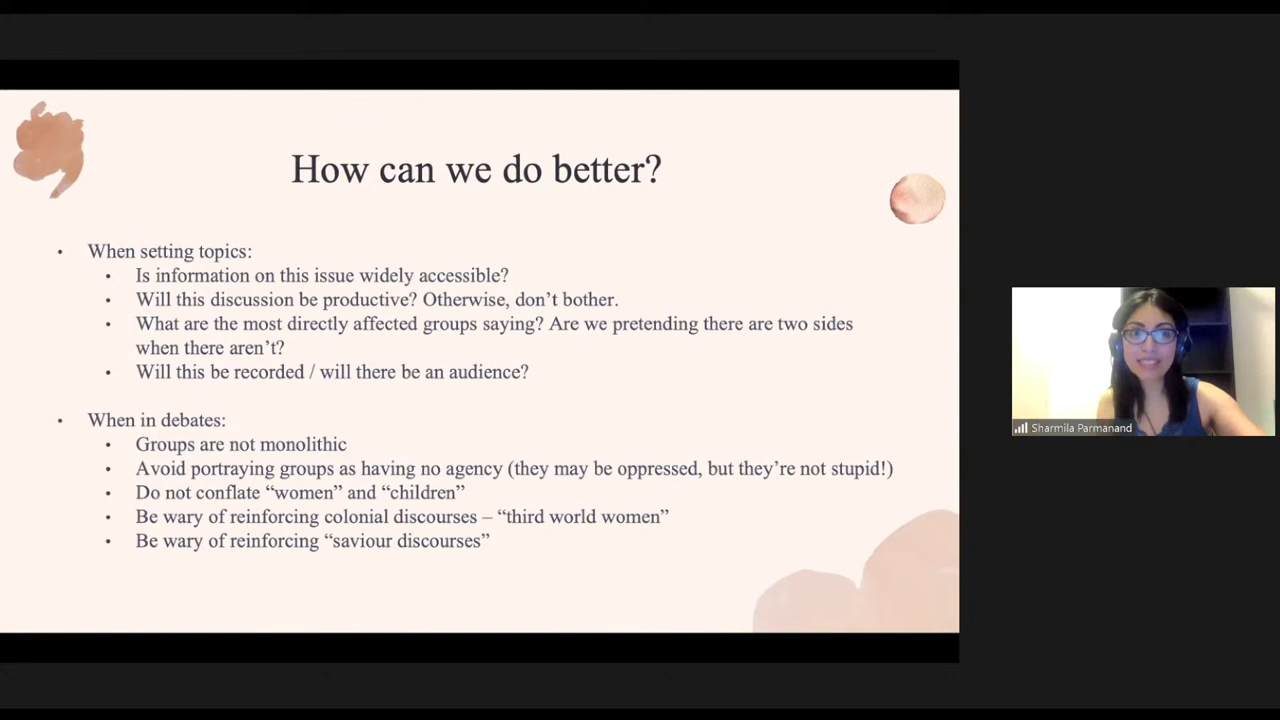 How can we do better?
• When setting topics:
• Is information on this issue widely accessible?
• Will this discussion be productive? Otherwise, don’t bother.
• What are the most directly affected groups saying? Are we pretending there are two sides
when there aren’t?
• Will this be recorded / will there be an audience?
• When in debates:
• Groups are not monolithic
• Avoid portraying groups as having no agency (they may be oppressed, but they’re not stupid!)
• Do not conflate “women” and “children”
• Be wary of reinforcing colonial discourses – “third world women”
• Be wary of reinforcing “saviour discourses”
Sharmila Parmanand